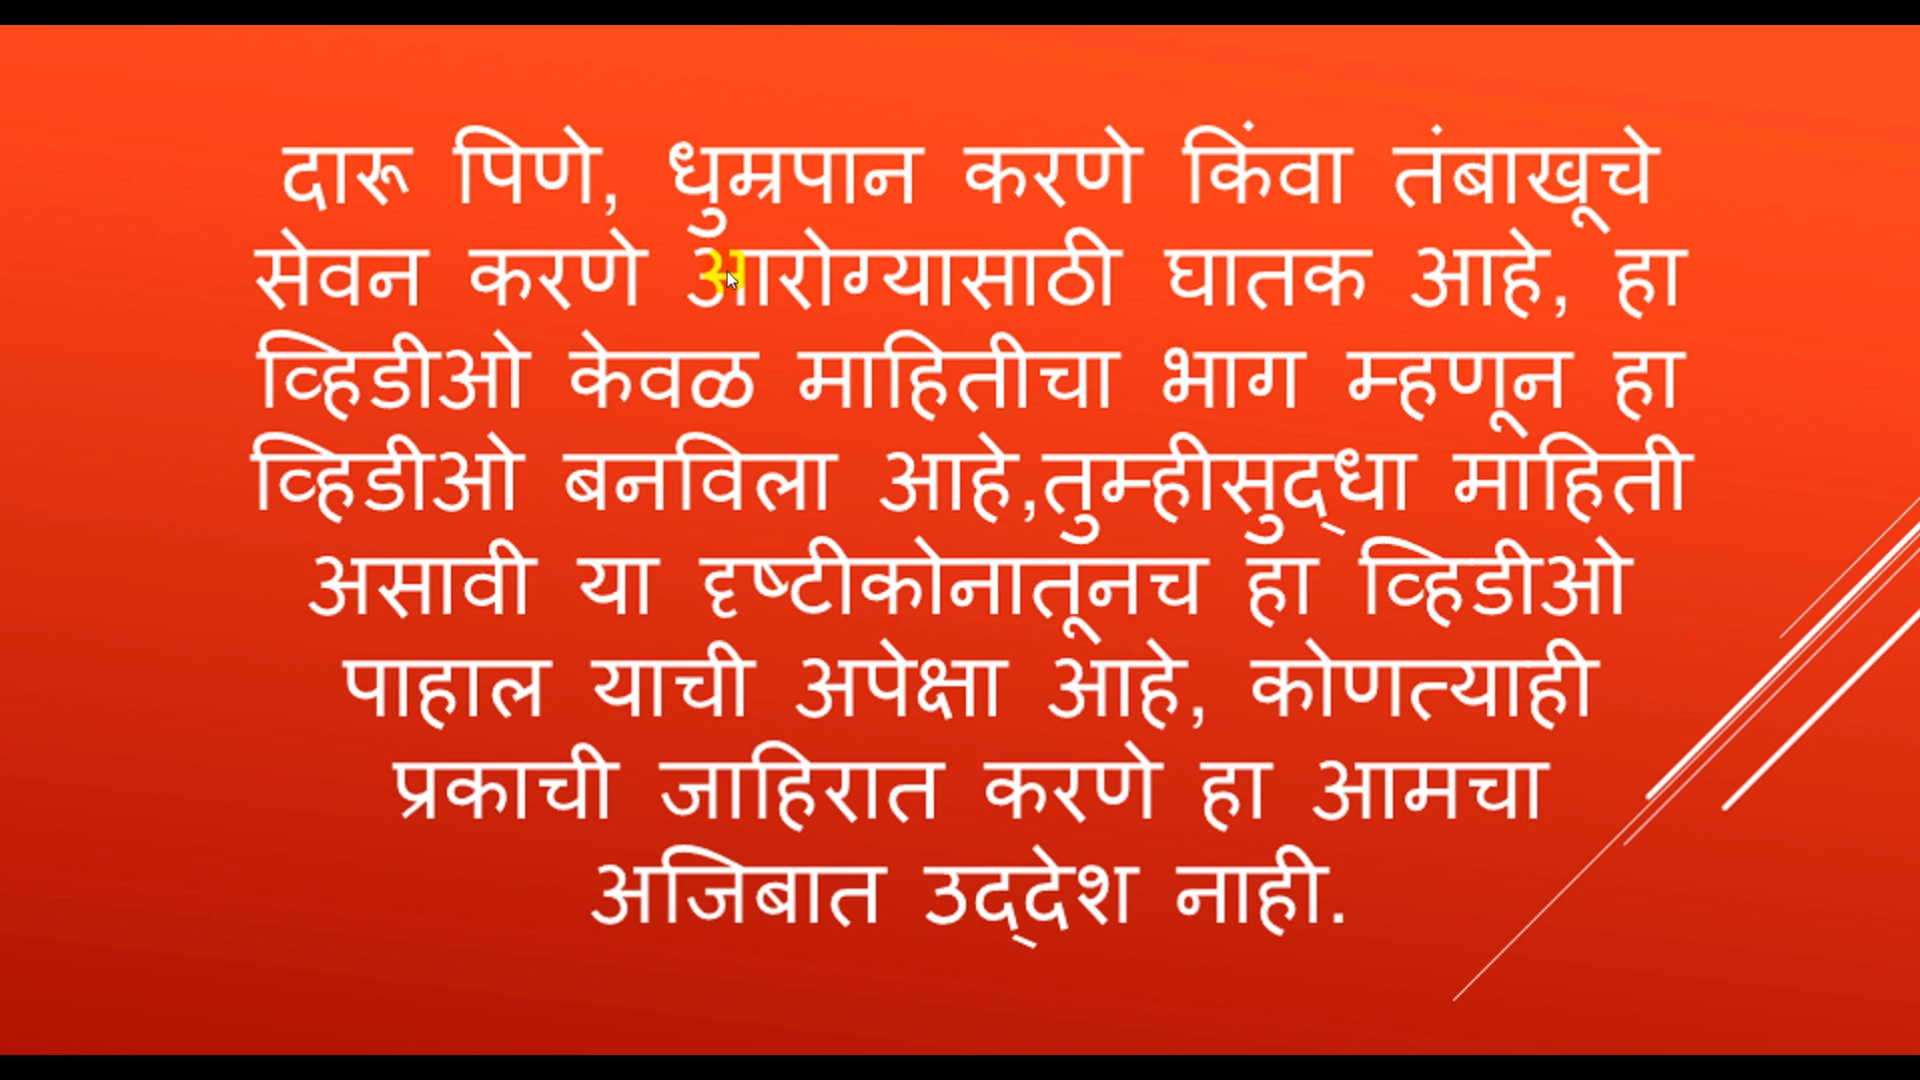 दारू पिणे, धुम्रपान करणे किंवा तंबाखूचे
सेवन करणे आरोग्यासाठी घातक आहे, हा
व्हिडीओ केवळ माहितीचा भाग म्हणून हा
व्हिडीओ बनविला आहे,तुम्हीसुद्‌धा माहिती
असावी या दृष्टीकोनातूनच हा व्हिडीओ
पाहाल याची अपेक्षा आहे, कोणत्याही
प्रकाची जाहिरात करणे हा आमचा
अजिबात उद्‌देश नाही.